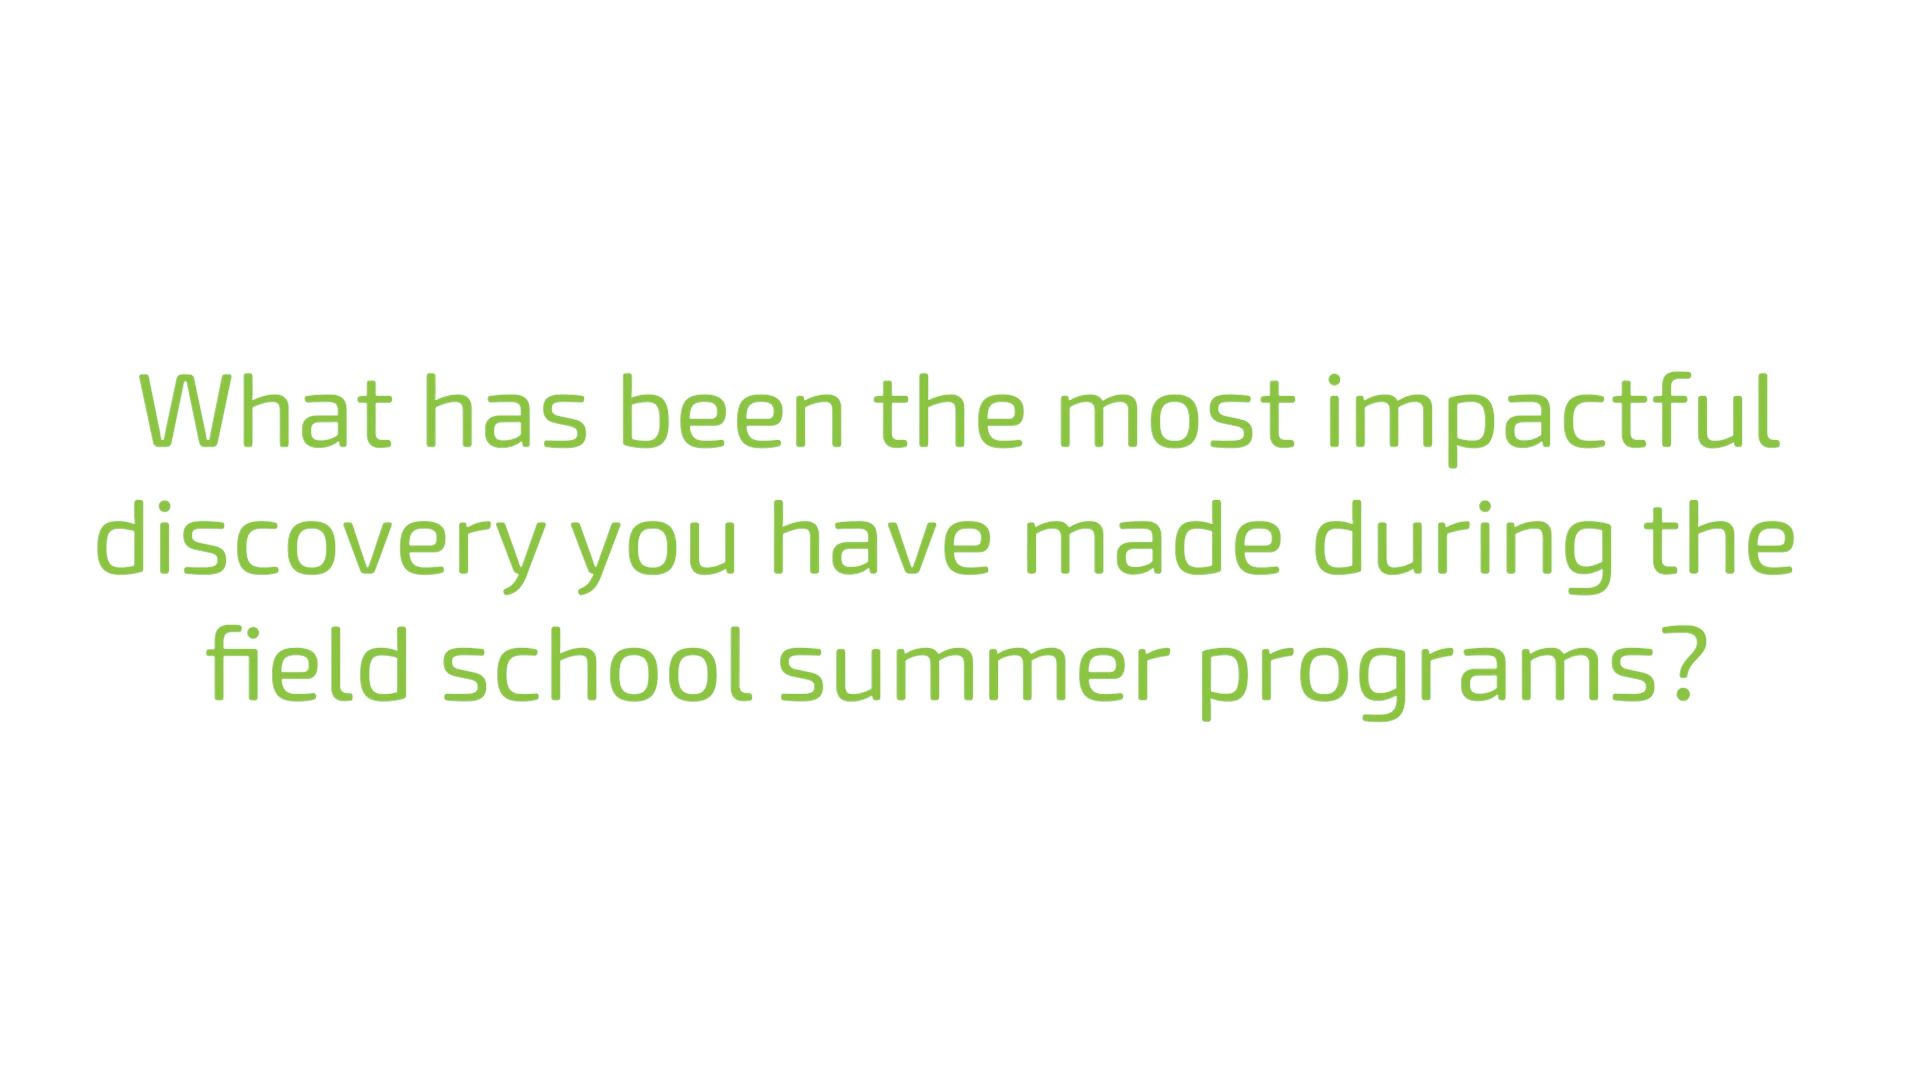 What has been the most impactful
discovery you have made during the
field school summer programs?